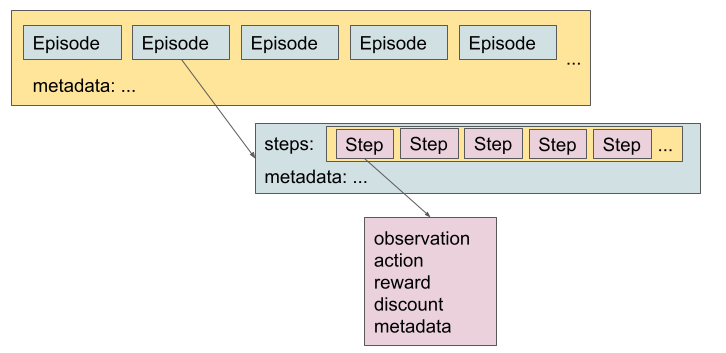 Episode Episode Episode Episode Episode ...
metadata: ...
steps: Step Step Step Step Step ...
metadata: ...
observation
action
reward
discount
metadata